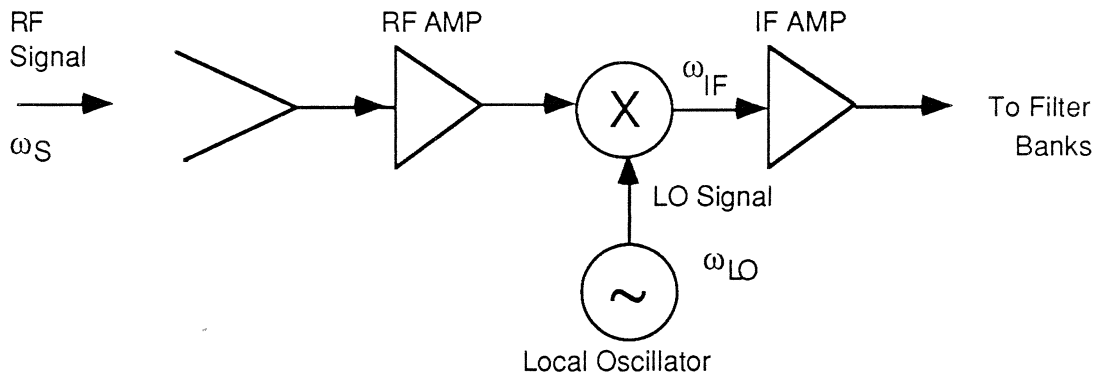 RF
Signal
ωS
RF AMP
X
ωIF
IF AMP
To Filter
Banks
LO Signal
ωLO
~
Local Oscillator